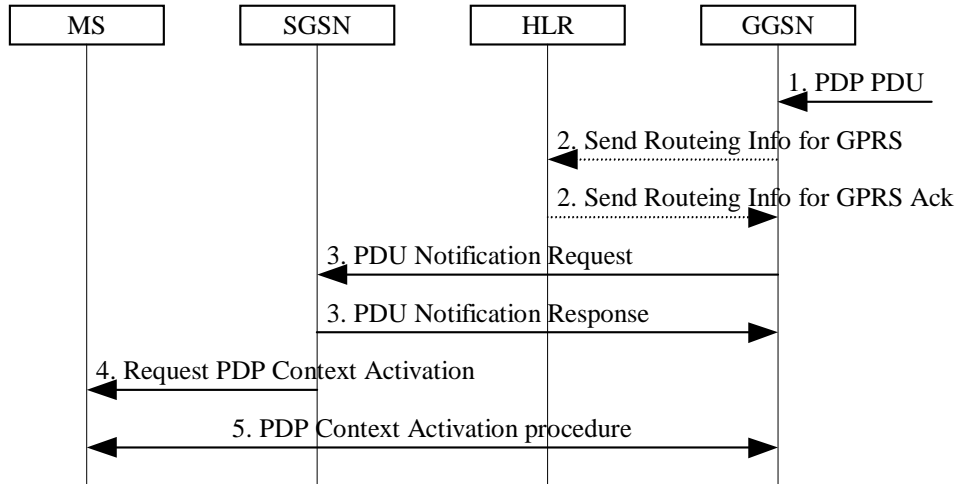 MS
SGSN
HLR
GGSN
1. PDP PDU
2. Send Routeing Info for GPRS
2. Send Routeing Info for GPRS Ack
3. PDU Notification Request
3. PDU Notification Response
4. Request PDP Context Activation
5. PDP Context Activation procedure